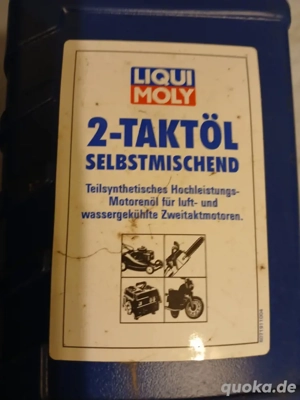 LIQUI
MOLY
2-TAKTÖL
SELBSTMISCHEND
Teilsynthetisches Hochleistungs-
Motorenöl für luft- und
wassergekühlte Zweitaktmotoren.
quoka.de